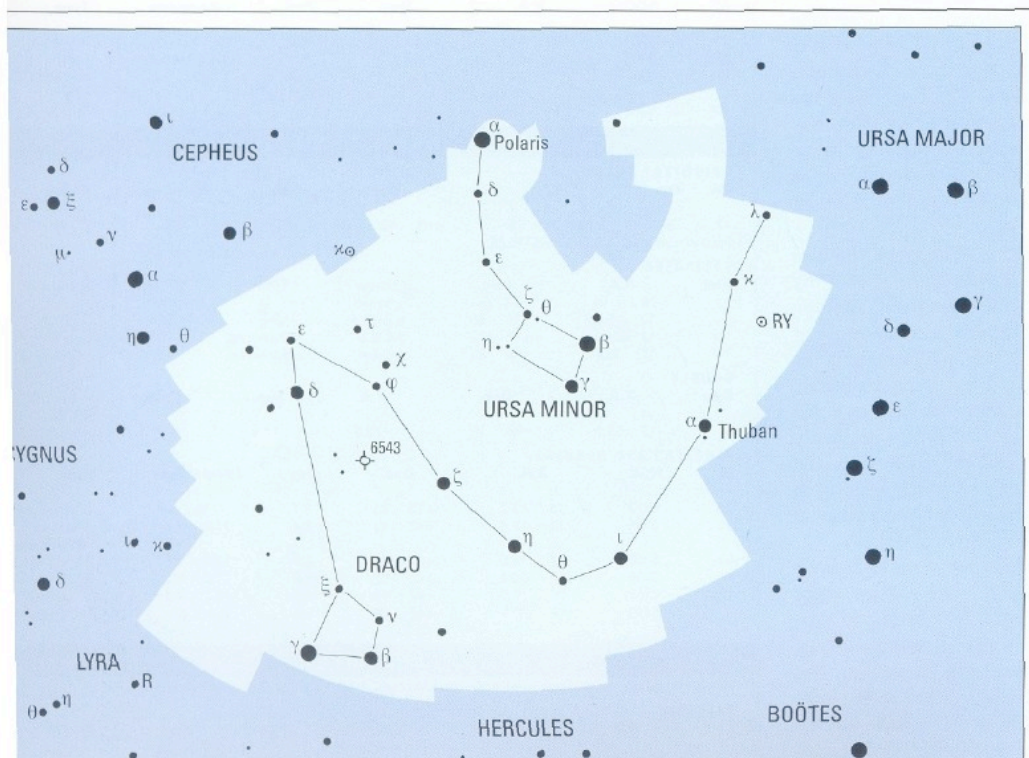 α
Polaris
ι
CEPHEUS
URSA MAJOR
δ
δ
α
β
ε
ξ
λ
ν
β
μ
ϰ
ε
α
ϰ
ζ
θ
γ
RY
η
θ
ε
τ
η
β
δ
χ
φ
γ
δ
URSA MINOR
ε
α
Thuban
6543
YGNUS
ζ
ζ
ι
ϰ
η
η
DRACO
θ
ι
δ
ξ
ν
γ
β
LYRA
R
η
θ
HERCULES
BOÖTES